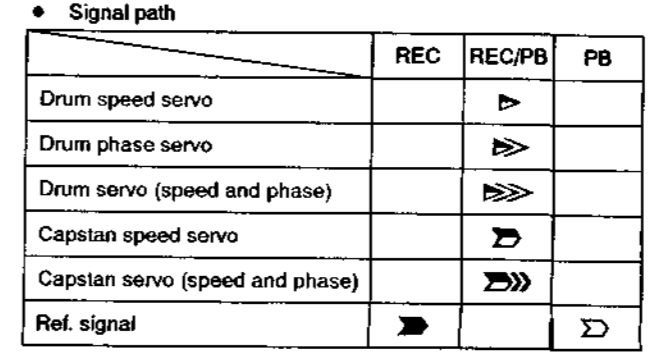 ● Signal path
REC REC/PB PB
Drum speed servo
Drum phase servo
Drum servo (speed and phase)
Capstan speed servo
Capstan servo (speed and phase)
Ref. signal